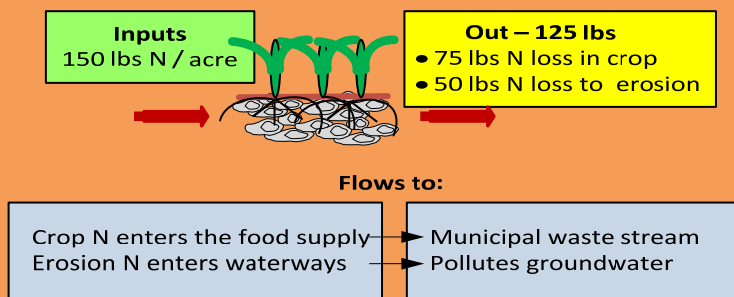 Inputs
150 lbs N / acre
Out – 125 lbs
• 75 lbs N loss in crop
• 50 lbs N loss to erosion
Flows to:
Crop N enters the food supply
Erosion N enters waterways
Municipal waste stream
Pollutes groundwater